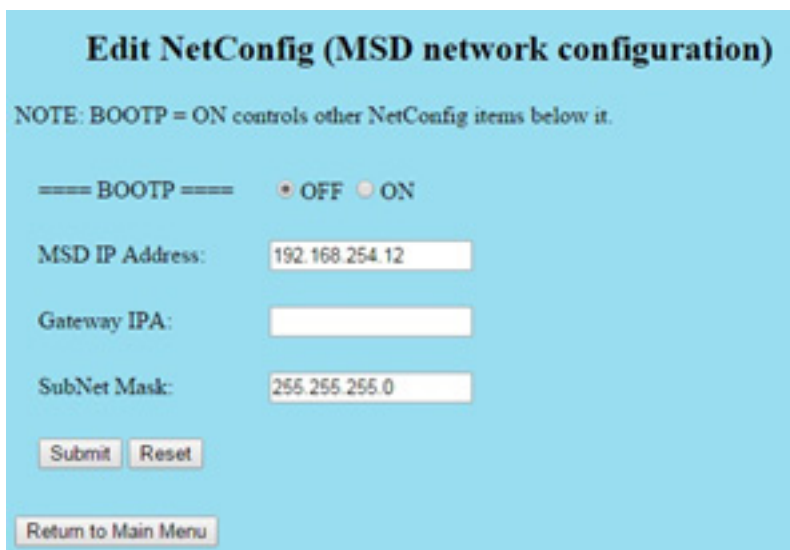 Edit NetConfig (MSD network configuration)
NOTE: BOOTP = ON controls other NetConfig items below it.
==== BOOTP ==== OFF ON
MSD IP Address: 192.168.254.12
Gateway IPA:
SubNet Mask: 255.255.255.0
Submit Reset
Return to Main Menu